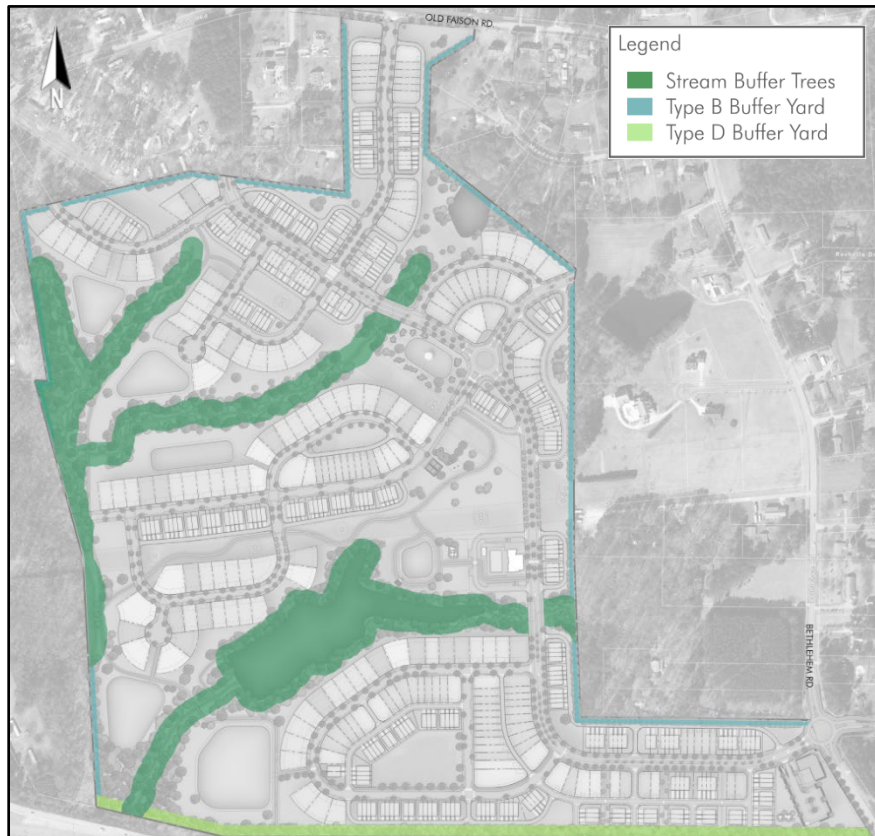 OLD FAISON RD.
Legend
Stream Buffer Trees
Type B Buffer Yard
Type D Buffer Yard
N
BETHLEHEM RD.